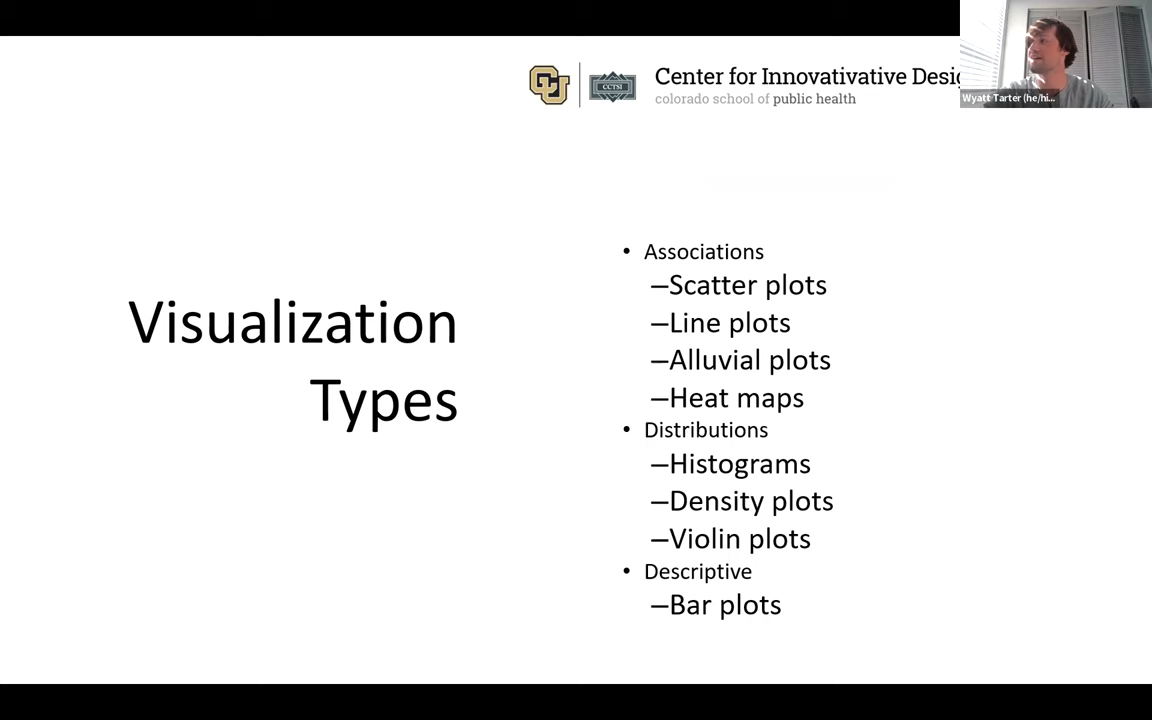 CCTSI
Center for Innovativative Desig
colorado school of public health
Wyatt Tarter (he/hi...
Visualization
Types
• Associations
–Scatter plots
–Line plots
–Alluvial plots
–Heat maps
• Distributions
–Histograms
–Density plots
–Violin plots
• Descriptive
–Bar plots